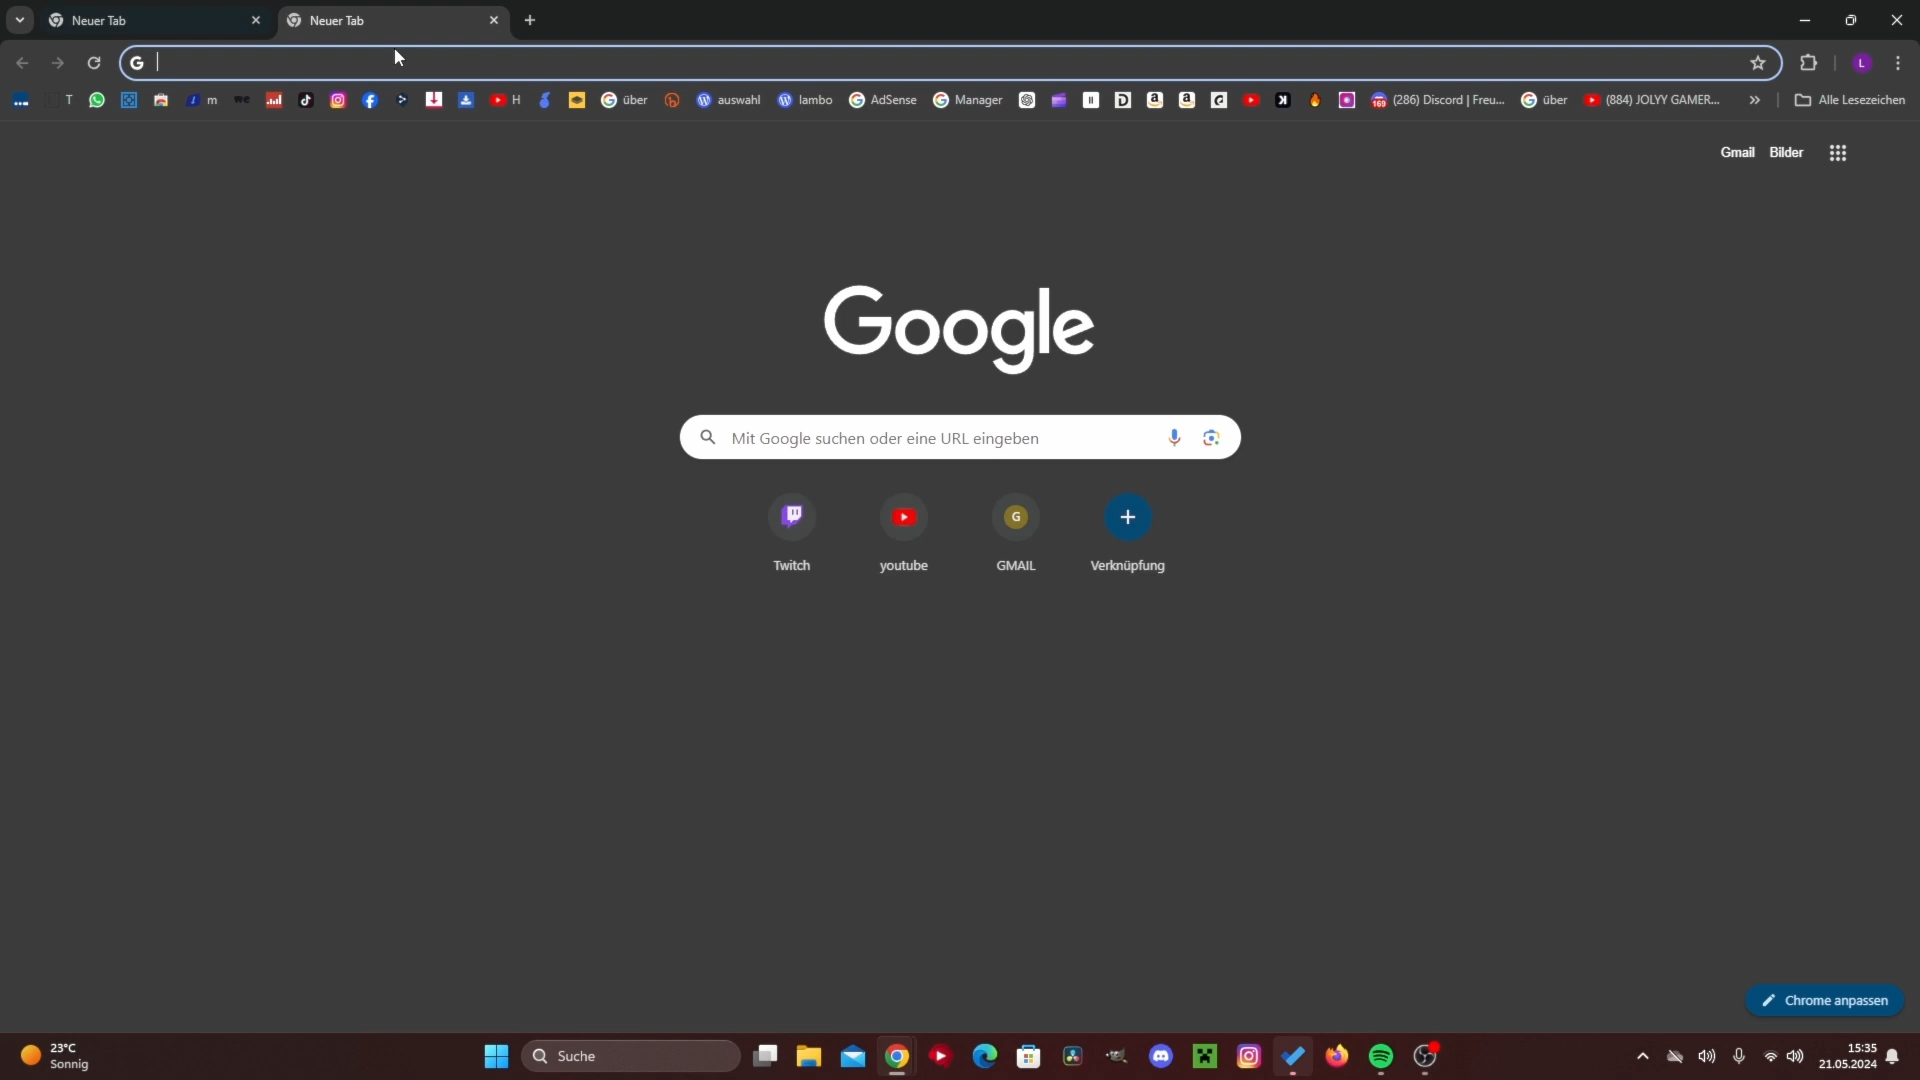 Neuer Tab
Neuer Tab
T
m
we
H
über
auswahl
lambo
AdSense
Manager
169
(286) Discord | Freu...
über
(884) JOLYY GAMER...
»
Alle Lesezeichen
L
Gmail
Bilder
Google
Mit Google suchen oder eine URL eingeben
G
Twitch
youtube
GMAIL
Verknüpfung
Chrome anpassen
23°C
Sonnig
Suche
15:35
21.05.2024